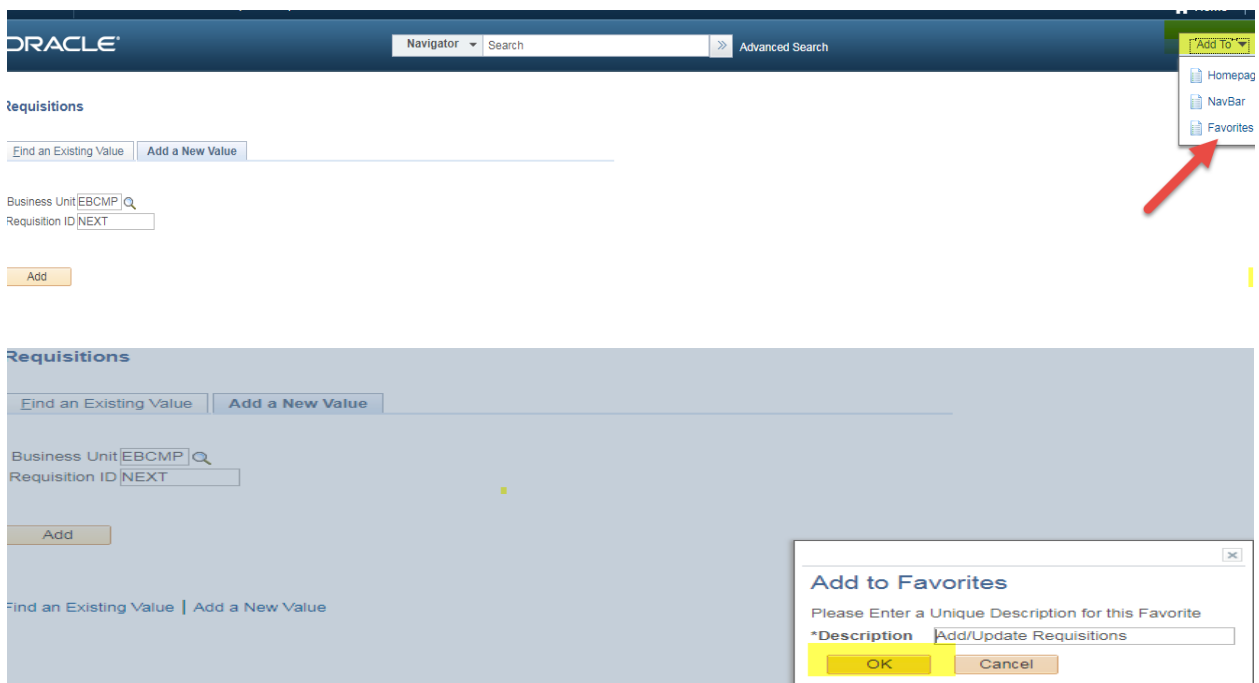 ORACLE
Navigator Search Advanced Search
Add To
Homepag
NavBar
Favorites
Requisitions
Find an Existing Value Add a New Value
Business Unit EBCMP
Requisition ID NEXT
Add
Requisitions
Find an Existing Value Add a New Value
Business Unit EBCMP
Requisition ID NEXT
Add
Find an Existing Value | Add a New Value
Add to Favorites
Please Enter a Unique Description for this Favorite
*Description Add/Update Requisitions
OK Cancel